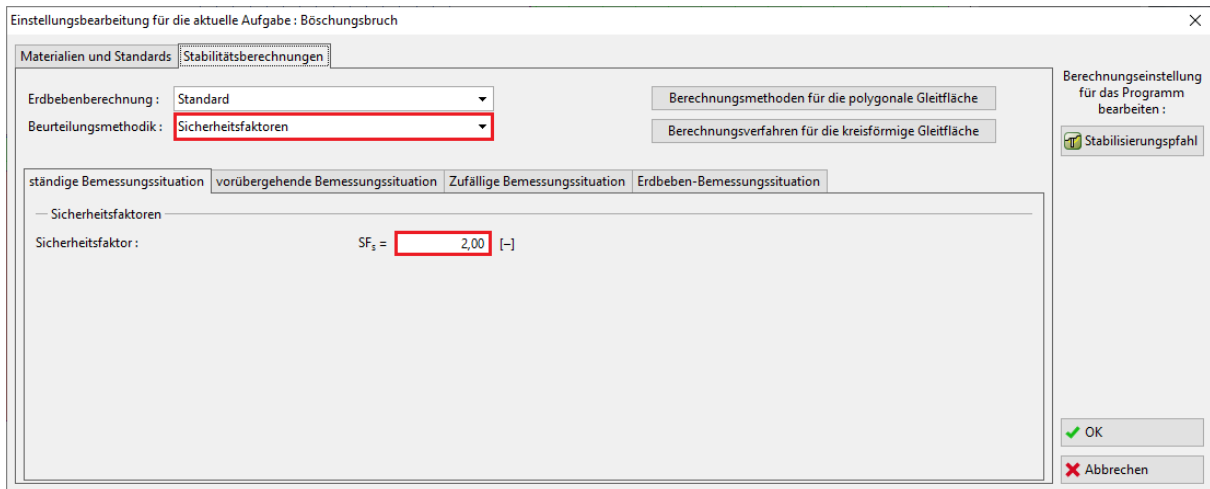 Einstellungsbearbeitung für die aktuelle Aufgabe : Böschungsbruch
Materialien und Standards Stabilitätsberechnungen
Erdbebenberechnung : Standard
Berechnungsmethoden für die polygonale Gleitfläche
Beurteilungsmethodik : Sicherheitsfaktoren
Berechnungsverfahren für die kreisförmige Gleitfläche
ständige Bemessungssituation vorübergehende Bemessungssituation Zufällige Bemessungssituation Erdbeben-Bemessungssituation
Sicherheitsfaktoren
Sicherheitsfaktor : SFs = 2,00 [–]
Berechnungseinstellung
für das Programm
bearbeiten :
Stabilisierungspfahl
OK
Abbrechen